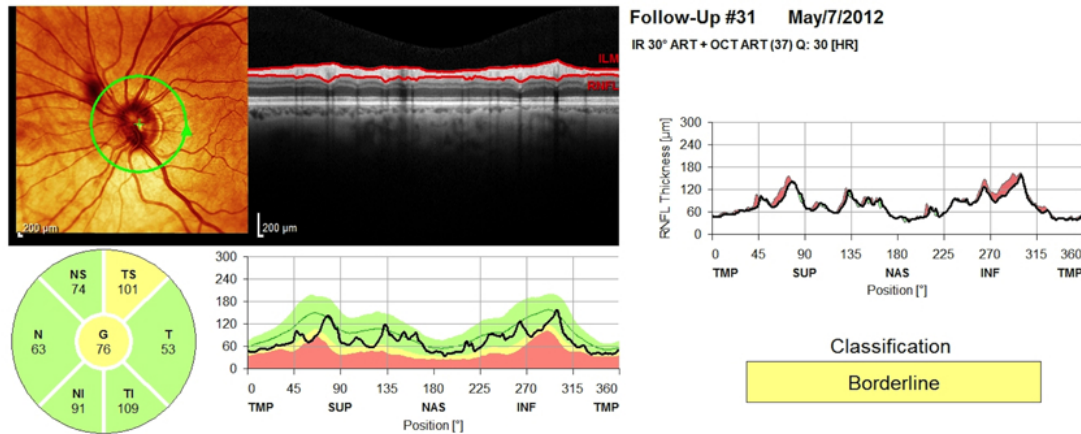 Follow-Up #31 May/7/2012
IR 30° ART + OCT ART (37) Q: 30 [HR]
ILM
RNFL
200 µm
200 µm
RNFL Thickness [µm]
300
240
180
120
60
0
0 45 90 135 180 225 270 315 360
TMP SUP NAS INF TMP
Position [°]
NS
74
TS
101
N
63
G
76
T
53
NI
91
TI
109
300
240
180
120
60
0
0 45 90 135 180 225 270 315 360
TMP SUP NAS INF TMP
Position [°]
Classification
Borderline